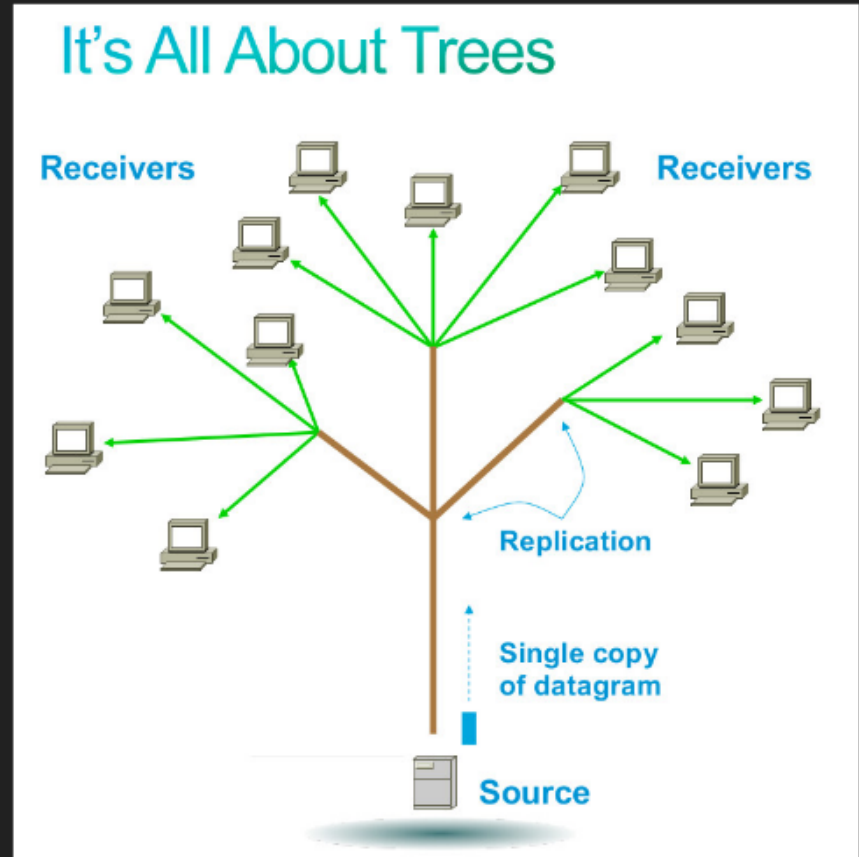 It's All About Trees
Receivers
Receivers
Replication
Single copy
of datagram
Source